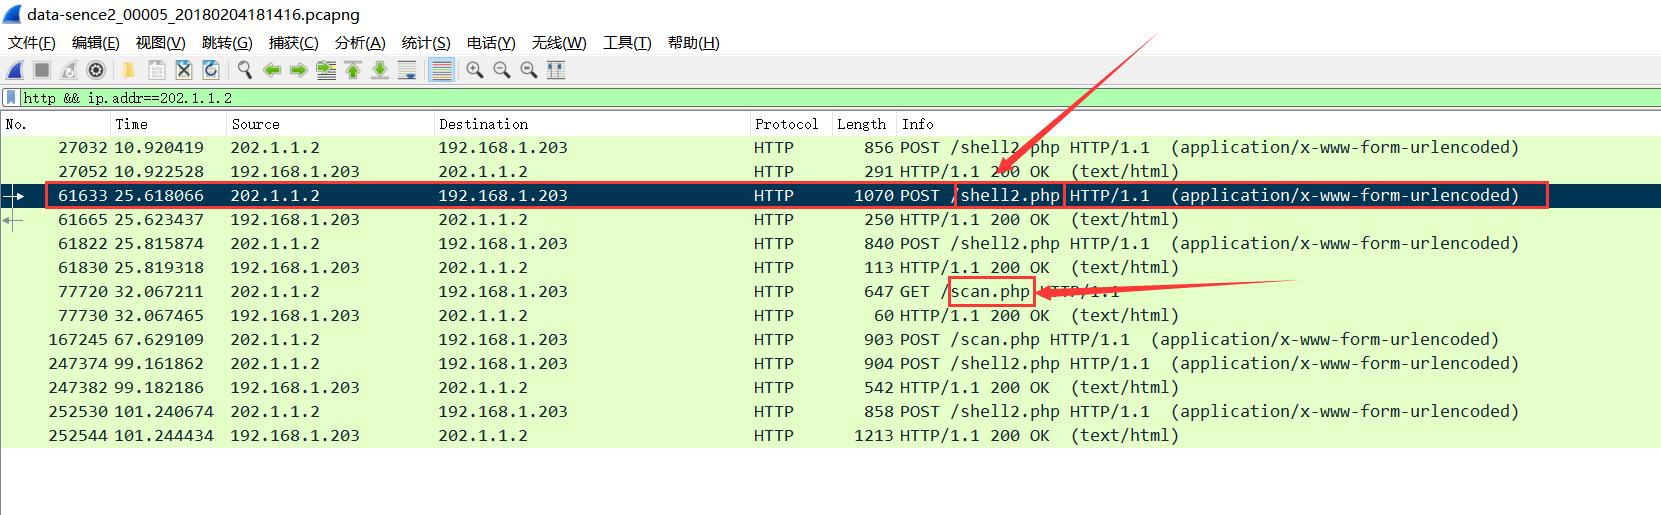 data-sence2_00005_20180204181416.pcapng
文件(F) 编辑(E) 视图(V) 跳转(G) 捕获(C) 分析(A) 统计(S) 电话(Y) 无线(W) 工具(T) 帮助(H)
http && ip.addr==202.1.1.2
No. Time Source Destination Protocol Length Info
27032 10.920419 202.1.1.2 192.168.1.203 HTTP 856 POST /shell2.php HTTP/1.1 (application/x-www-form-urlencoded)
27052 10.922528 192.168.1.203 202.1.1.2 HTTP 291 HTTP/1.1 200 OK (text/html)
61633 25.618066 202.1.1.2 192.168.1.203 HTTP 1070 POST /shell2.php HTTP/1.1 (application/x-www-form-urlencoded)
61665 25.623437 192.168.1.203 202.1.1.2 HTTP 250 HTTP/1.1 200 OK (text/html)
61822 25.815874 202.1.1.2 192.168.1.203 HTTP 840 POST /shell2.php HTTP/1.1 (application/x-www-form-urlencoded)
61830 25.819318 192.168.1.203 202.1.1.2 HTTP 113 HTTP/1.1 200 OK (text/html)
77720 32.067211 202.1.1.2 192.168.1.203 HTTP 647 GET /scan.php HTTP/1.1
77730 32.067465 192.168.1.203 202.1.1.2 HTTP 60 HTTP/1.1 200 OK (text/html)
167245 67.629109 202.1.1.2 192.168.1.203 HTTP 903 POST /scan.php HTTP/1.1 (application/x-www-form-urlencoded)
247374 99.161862 202.1.1.2 192.168.1.203 HTTP 904 POST /shell2.php HTTP/1.1 (application/x-www-form-urlencoded)
247382 99.182186 192.168.1.203 202.1.1.2 HTTP 542 HTTP/1.1 200 OK (text/html)
252530 101.240674 202.1.1.2 192.168.1.203 HTTP 858 POST /shell2.php HTTP/1.1 (application/x-www-form-urlencoded)
252544 101.244434 192.168.1.203 202.1.1.2 HTTP 1213 HTTP/1.1 200 OK (text/html)